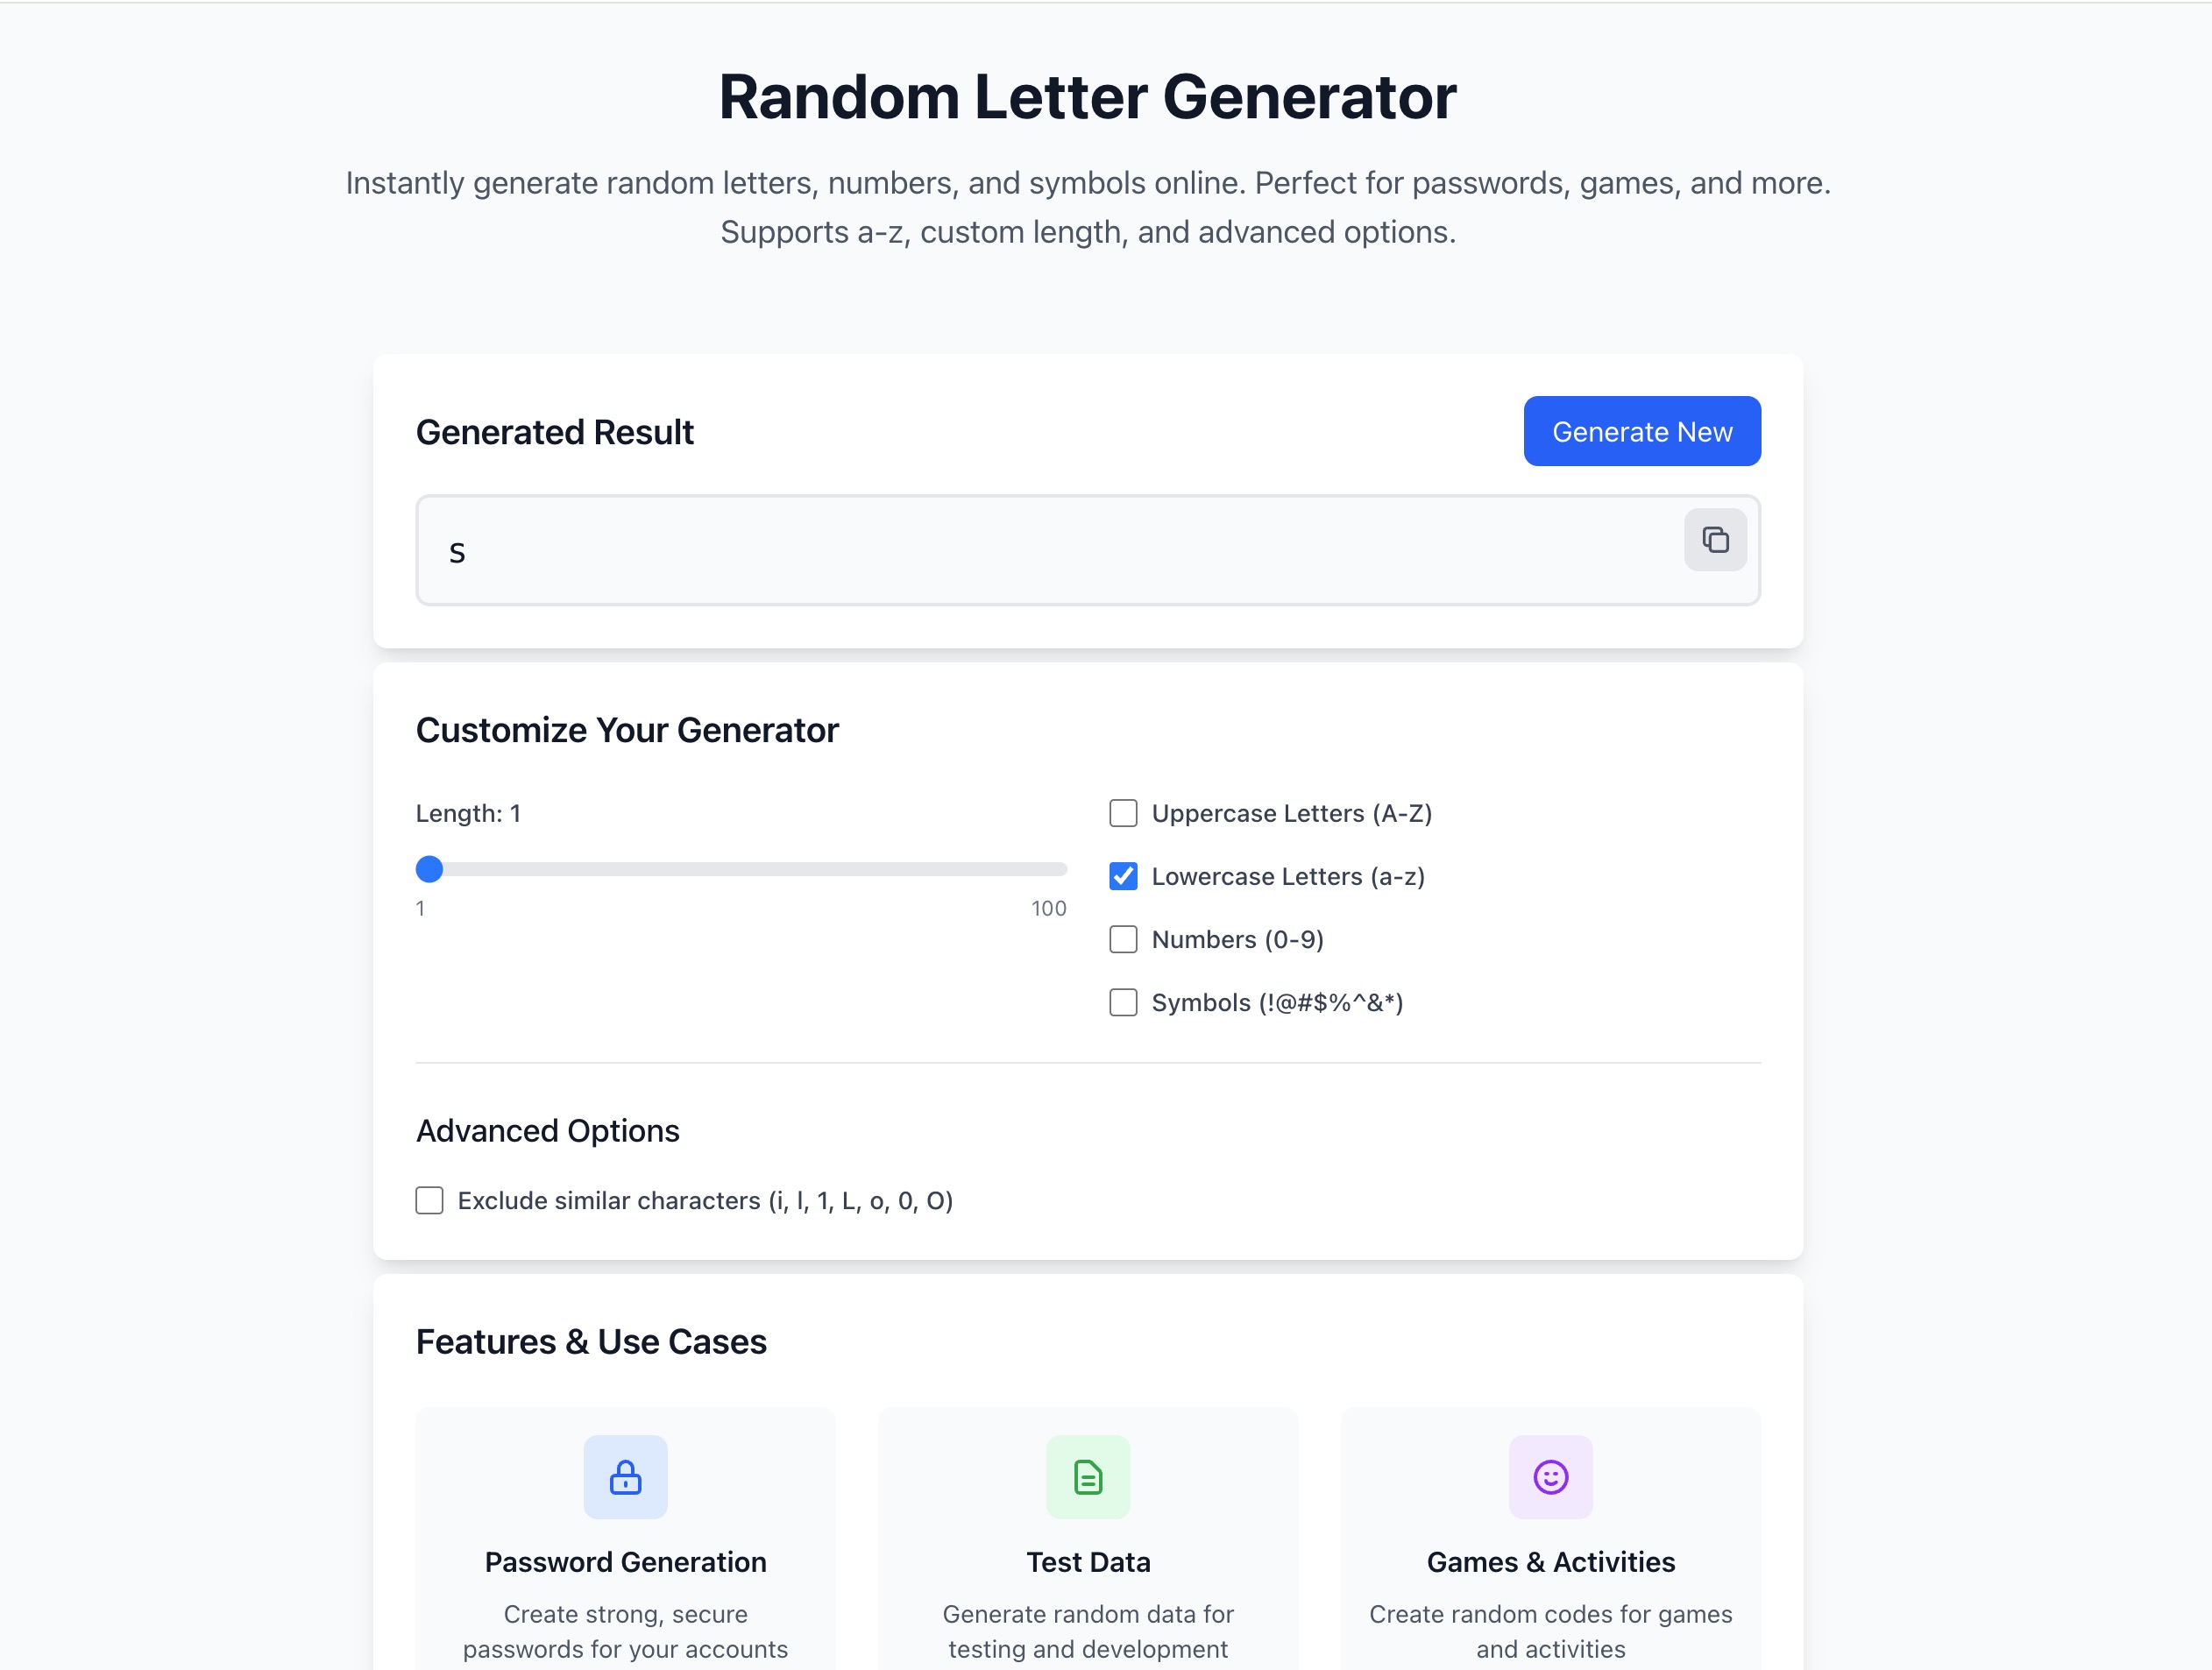 Random Letter Generator
Instantly generate random letters, numbers, and symbols online. Perfect for passwords, games, and more.
Supports a-z, custom length, and advanced options.
Generated Result
Generate New
s
Customize Your Generator
Length: 1
1
100
Uppercase Letters (A-Z)
Lowercase Letters (a-z)
Numbers (0-9)
Symbols (!@#$%^&*)
Advanced Options
Exclude similar characters (i, l, 1, L, o, 0, O)
Features & Use Cases
Password Generation
Create strong, secure
passwords for your accounts
Test Data
Generate random data for
testing and development
Games & Activities
Create random codes for games
and activities